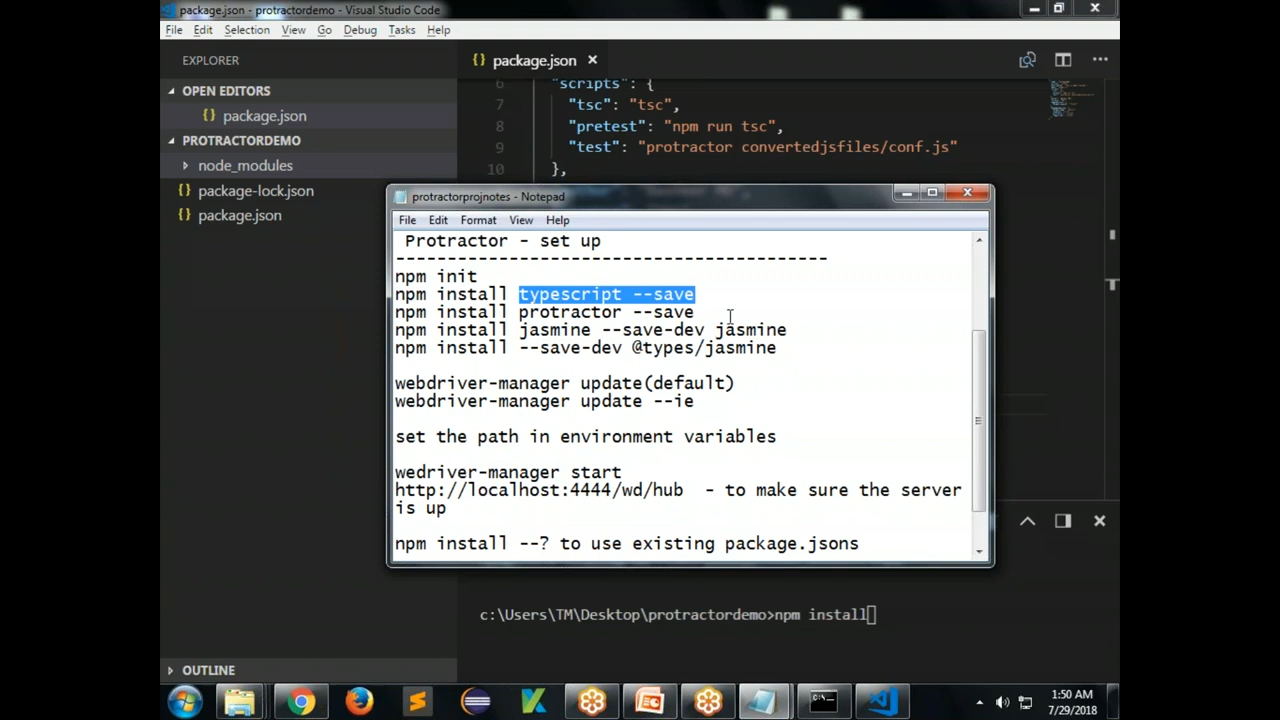 package.json - protractordemo - Visual Studio Code
File Edit Selection View Go Debug Tasks Help
EXPLORER
OPEN EDITORS
{} package.json
PROTRACTORDEMO
node_modules
{} package-lock.json
{} package.json
OUTLINE
{} package.json
6 "scripts": {
7 "tsc": "tsc",
8 "pretest": "npm run tsc",
9 "test": "protractor convertedjsfiles/conf.js"
10 },
protractorprojnotes - Notepad
File Edit Format View Help
Protractor - set up
------------------------------------------
npm init
npm install typescript --save
npm install protractor --save
npm install jasmine --save-dev jasmine
npm install --save-dev @types/jasmine
webdriver-manager update(default)
webdriver-manager update --ie
set the path in environment variables
wedriver-manager start
http://localhost:4444/wd/hub - to make sure the server
is up
npm install --? to use existing package.jsons
c:\Users\TM\Desktop\protractordemo>npm install
1:50 AM
7/29/2018